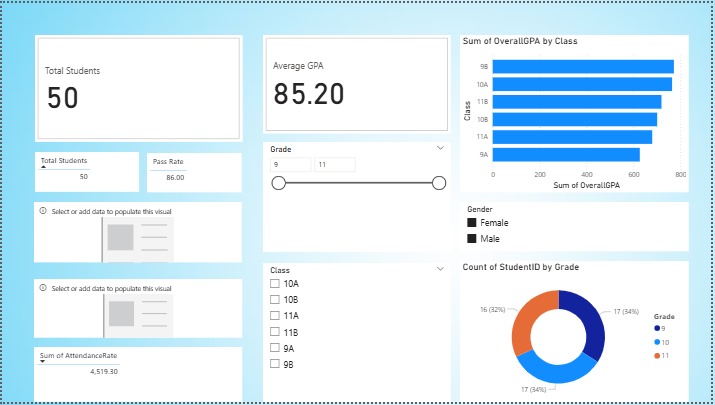 Total Students
50
Average GPA
85.20
Sum of OverallGPA by Class
Class
9B
10A
11B
10B
11A
9A
0
200
400
600
800
Sum of OverallGPA
Total Students
50
Pass Rate
86.00
Grade
9
11
Select or add data to populate this visual
Gender
Female
Male
Select or add data to populate this visual
Class
10A
10B
11A
11B
9A
9B
Count of StudentID by Grade
16 (32%)
17 (34%)
17 (34%)
Grade
9
10
11
Sum of AttendanceRate
4,519.30